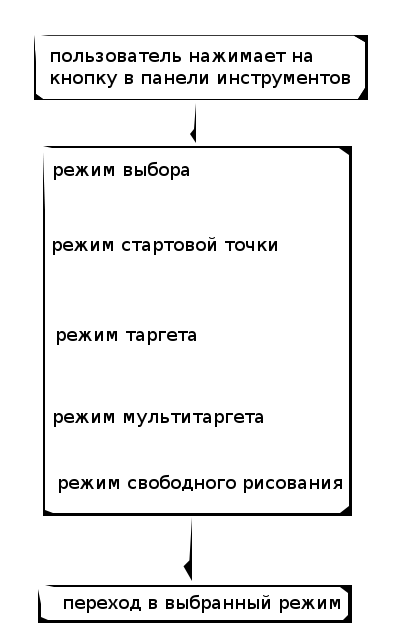 пользователь нажимает на
кнопку в панели инструментов
режим выбора
режим стартовой точки
режим таргета
режим мультитаргета
режим свободного рисования
переход в выбранный режим